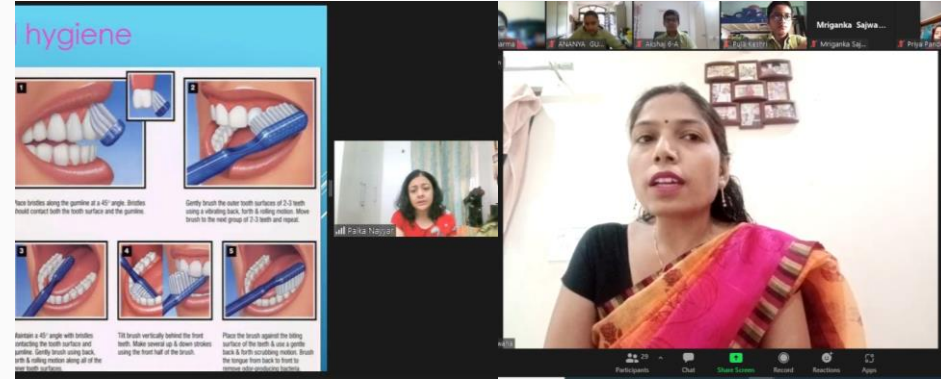 hygiene
1
2
Place bristles along the gumline at a 45° angle. Bristles
should contact both the tooth surface and the gumline.
Gently brush the outer tooth surfaces of 2-3 teeth
using a vibrating back, forth & rolling motion. Move
brush to the next group of 2-3 teeth and repeat.
3
4
5
Maintain a 45° angle with bristles
contacting the tooth surface and
gumline. Gently brush using back,
forth & rolling motion along all of the
inner tooth surfaces.
Tilt brush vertically behind the front
teeth. Make several up & down strokes
using the front half of the brush.
Place the brush against the biting
surface of the teeth & use a gentle
back & forth scrubbing motion. Brush
the tongue from back to front to
remove odor-producing bacteria.
Palka Nayyar
ANANYA GU...
Akshaj 6-A
Puja Kashri
Mriganka Sajwa...
Mriganka Saj...
Priya Pand
29
Participants
Chat
Share Screen
Record
Reactions
Apps